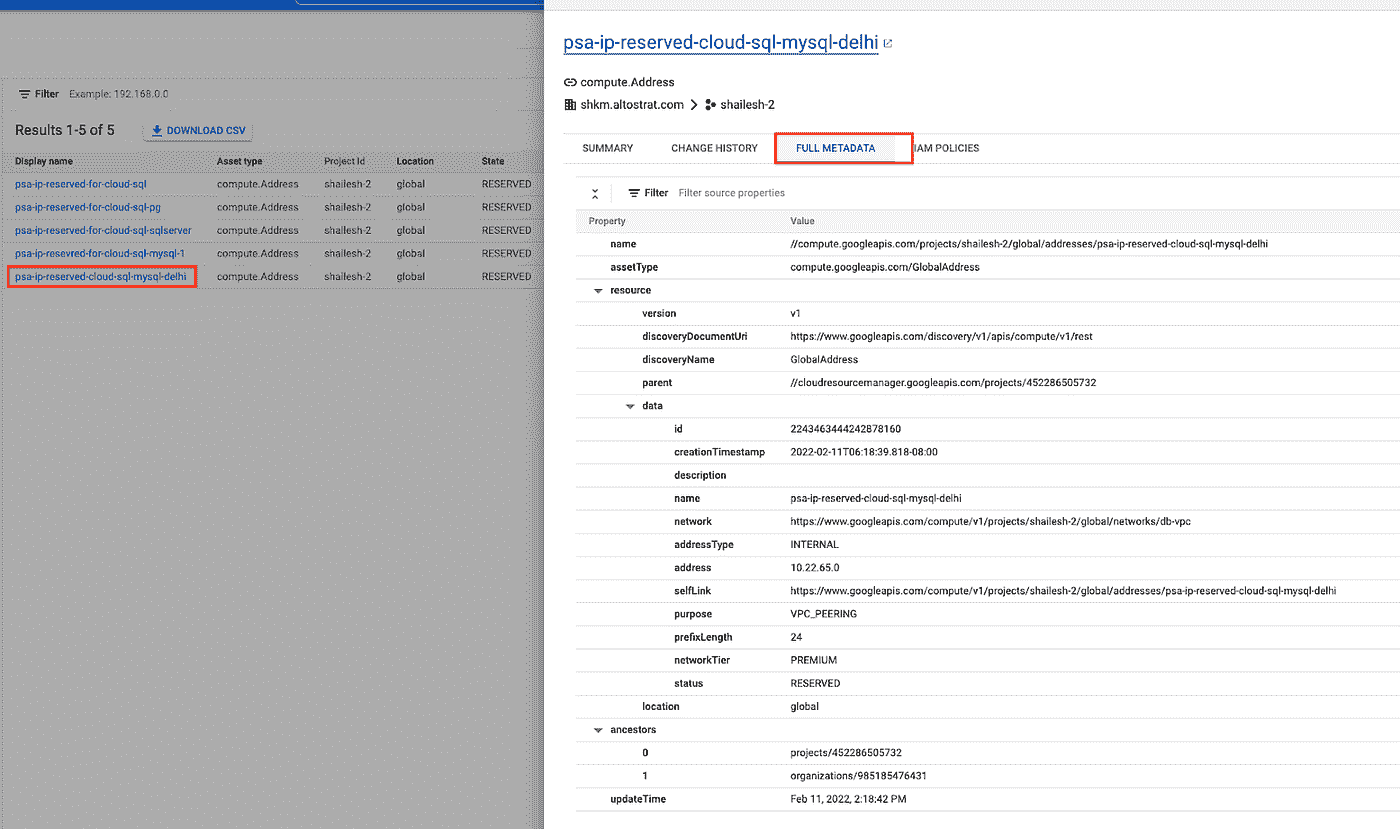 Filter Example: 192.168.0.0
Results 1-5 of 5 DOWNLOAD CSV
Display name Asset type Project Id Location State
psa-ip-reserved-for-cloud-sql compute.Address shailesh-2 global RESERVED
psa-ip-reserved-for-cloud-sql-pg compute.Address shailesh-2 global RESERVED
psa-ip-reserved-for-cloud-sql-sqlserver compute.Address shailesh-2 global RESERVED
psa-ip-resevred-for-cloud-sql-mysql-1 compute.Address shailesh-2 global RESERVED
psa-ip-reserved-cloud-sql-mysql-delhi compute.Address shailesh-2 global RESERVED
psa-ip-reserved-cloud-sql-mysql-delhi
compute.Address
shkm.altostrat.com shailesh-2
SUMMARY CHANGE HISTORY FULL METADATA IAM POLICIES
Filter Filter source properties
Property Value
name //compute.googleapis.com/projects/shailesh-2/global/addresses/psa-ip-reserved-cloud-sql-mysql-delhi
assetType compute.googleapis.com/GlobalAddress
resource
version v1
discoveryDocumentUri https://www.googleapis.com/discovery/v1/apis/compute/v1/rest
discoveryName GlobalAddress
parent //cloudresourcemanager.googleapis.com/projects/452286505732
data
id 2243463444242878160
creationTimestamp 2022-02-11T06:18:39.818-08:00
description
name psa-ip-reserved-cloud-sql-mysql-delhi
network https://www.googleapis.com/compute/v1/projects/shailesh-2/global/networks/db-vpc
addressType INTERNAL
address 10.22.65.0
selfLink https://www.googleapis.com/compute/v1/projects/shailesh-2/global/addresses/psa-ip-reserved-cloud-sql-mysql-delhi
purpose VPC_PEERING
prefixLength 24
networkTier PREMIUM
status RESERVED
location global
ancestors
0 projects/452286505732
1 organizations/985185476431
updateTime Feb 11, 2022, 2:18:42 PM